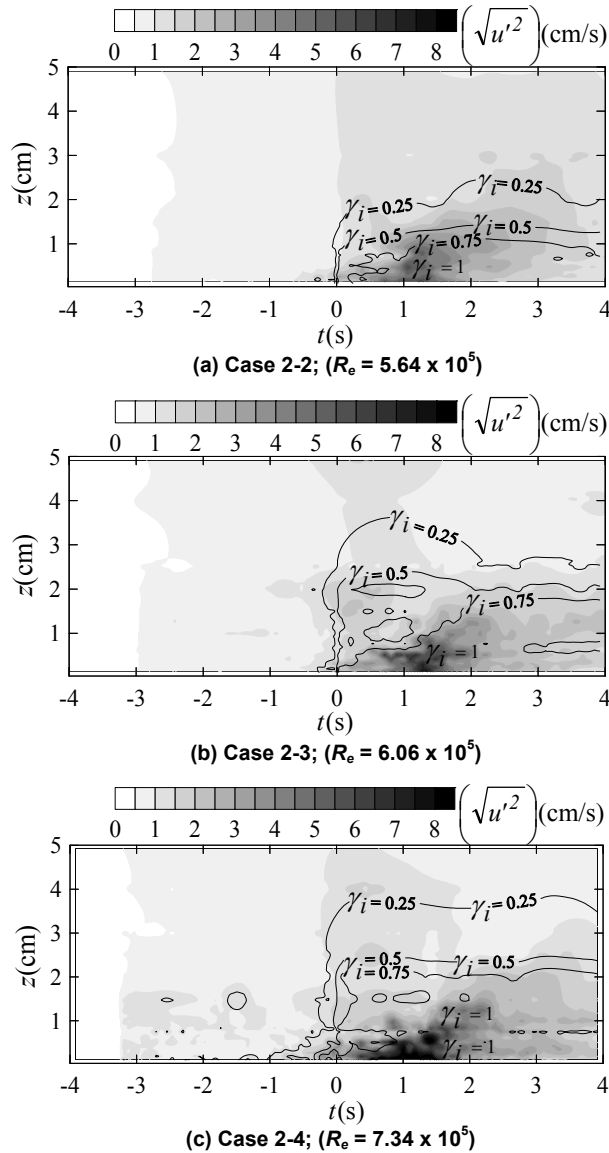 0 1 2 3 4 5 6 7 8 (√u'²)(cm/s)
5
4
3
2
1
z(cm)
γi = 0.25
γi = 0.25
γi = 0.5
γi = 0.5
γi = 0.75
γi = 1
-4 -3 -2 -1 0 1 2 3 4
t(s)
(a) Case 2-2; (Re = 5.64 x 10⁵)
0 1 2 3 4 5 6 7 8 (√u'²)(cm/s)
5
4
3
2
1
z(cm)
γi = 0.25
γi = 0.5
γi = 0.75
γi = 1
-4 -3 -2 -1 0 1 2 3 4
t(s)
(b) Case 2-3; (Re = 6.06 x 10⁵)
0 1 2 3 4 5 6 7 8 (√u'²)(cm/s)
5
4
3
2
1
z(cm)
γi = 0.25
γi = 0.25
γi = 0.5
γi = 0.5
γi = 0.75
γi = 1
γi = 1
-4 -3 -2 -1 0 1 2 3 4
t(s)
(c) Case 2-4; (Re = 7.34 x 10⁵)